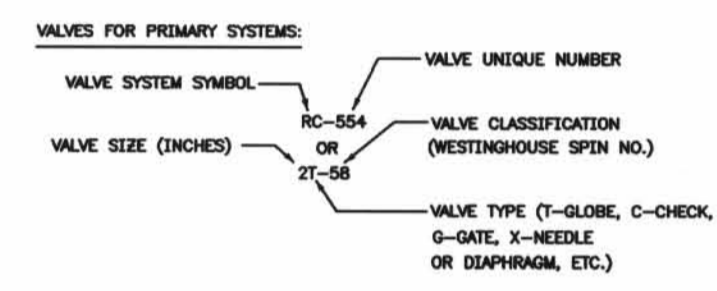 VALVES FOR PRIMARY SYSTEMS:
VALVE UNIQUE NUMBER
VALVE SYSTEM SYMBOL
RC-554
VALVE CLASSIFICATION
(WESTINGHOUSE SPIN NO.)
OR
VALVE SIZE (INCHES)
2T-58
VALVE TYPE (T-GLOBE, C-CHECK,
G-GATE, X-NEEDLE
OR DIAPHRAGM, ETC.)